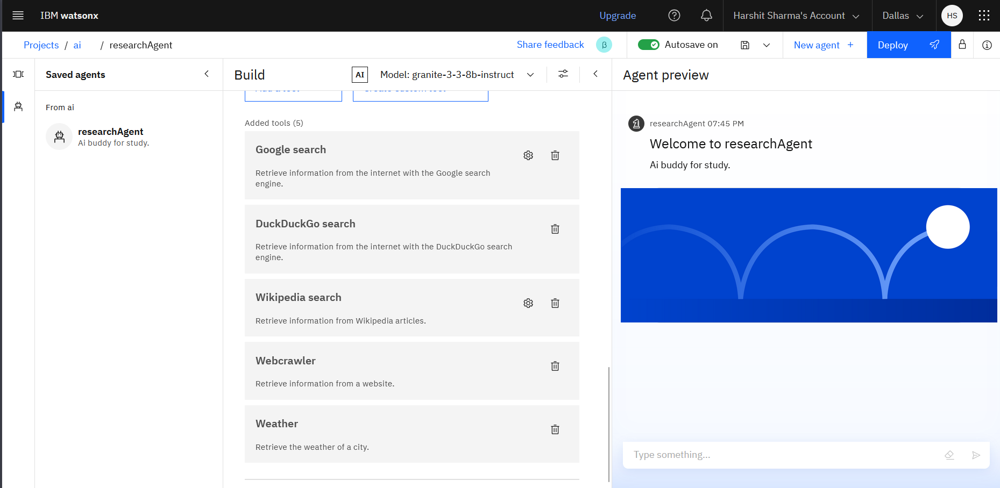 IBM watsonx
Upgrade
Harshit Sharma's Account
Dallas
HS
Projects / ai / researchAgent
Share feedback
β
Autosave on
New agent +
Deploy
Saved agents
From ai
researchAgent
Ai buddy for study.
Build
AI
Model: granite-3-3-8b-instruct
Added tools (5)
Google search
Retrieve information from the internet with the Google search
engine.
DuckDuckGo search
Retrieve information from the internet with the DuckDuckGo search
engine.
Wikipedia search
Retrieve information from Wikipedia articles.
Webcrawler
Retrieve information from a website.
Weather
Retrieve the weather of a city.
Agent preview
researchAgent 07:45 PM
Welcome to researchAgent
Ai buddy for study.
Type something...